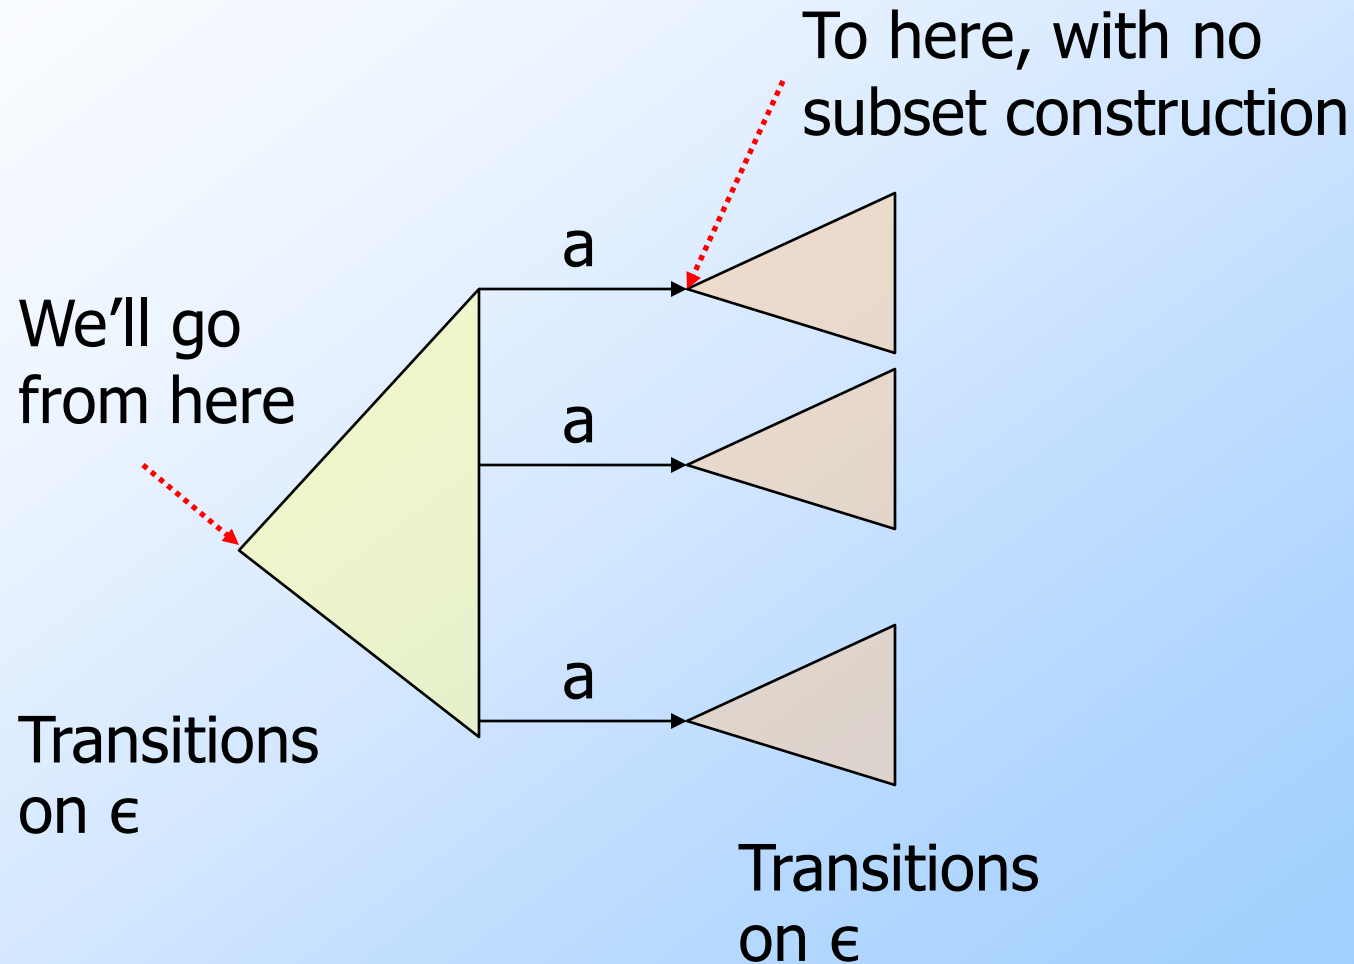 To here, with no
subset construction
a
We’ll go
from here
a
a
Transitions
on ϵ
Transitions
on ϵ